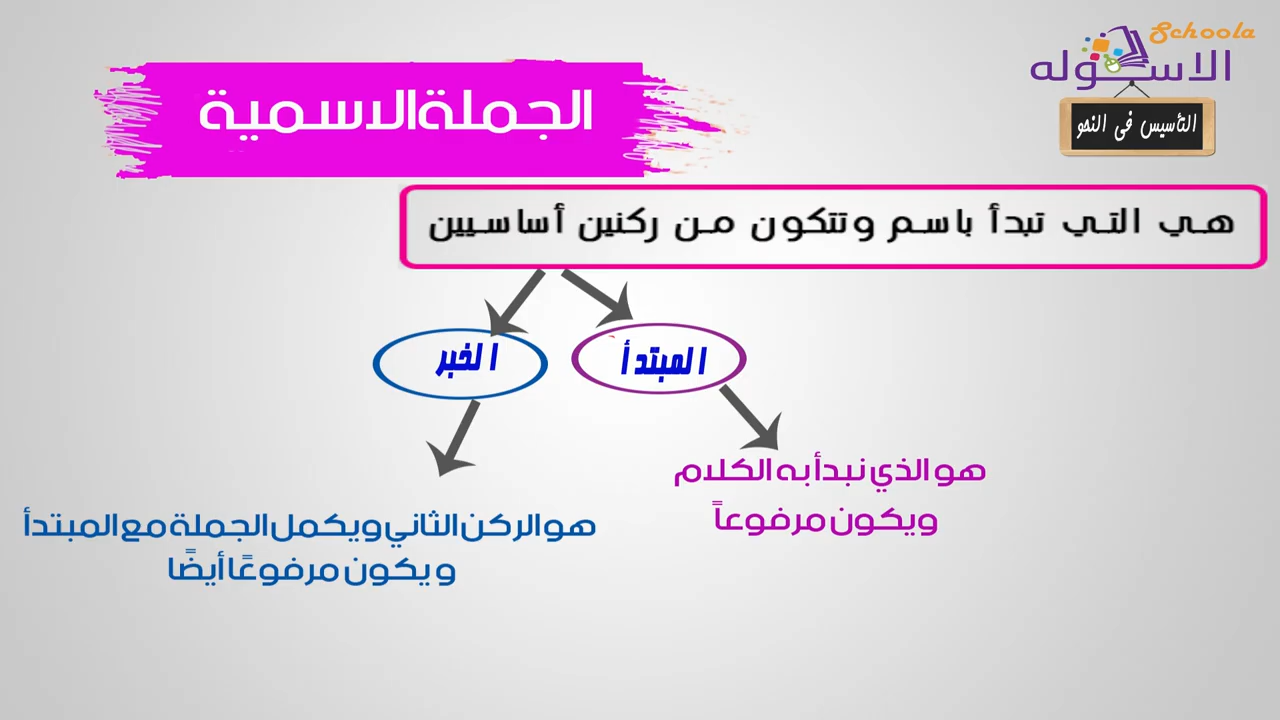 Schoola
الاسكوله
التأسيس فى النحو
الجملة الاسمية
هي التي تبدأ باسم وتتكون من ركنين أساسيين
المبتدأ
الخبر
هو الذي نبدأ به الكلام
ويكون مرفوعاً
هو الركن الثاني ويكمل الجملة مع المبتدأ
ويكون مرفوعًا أيضًا